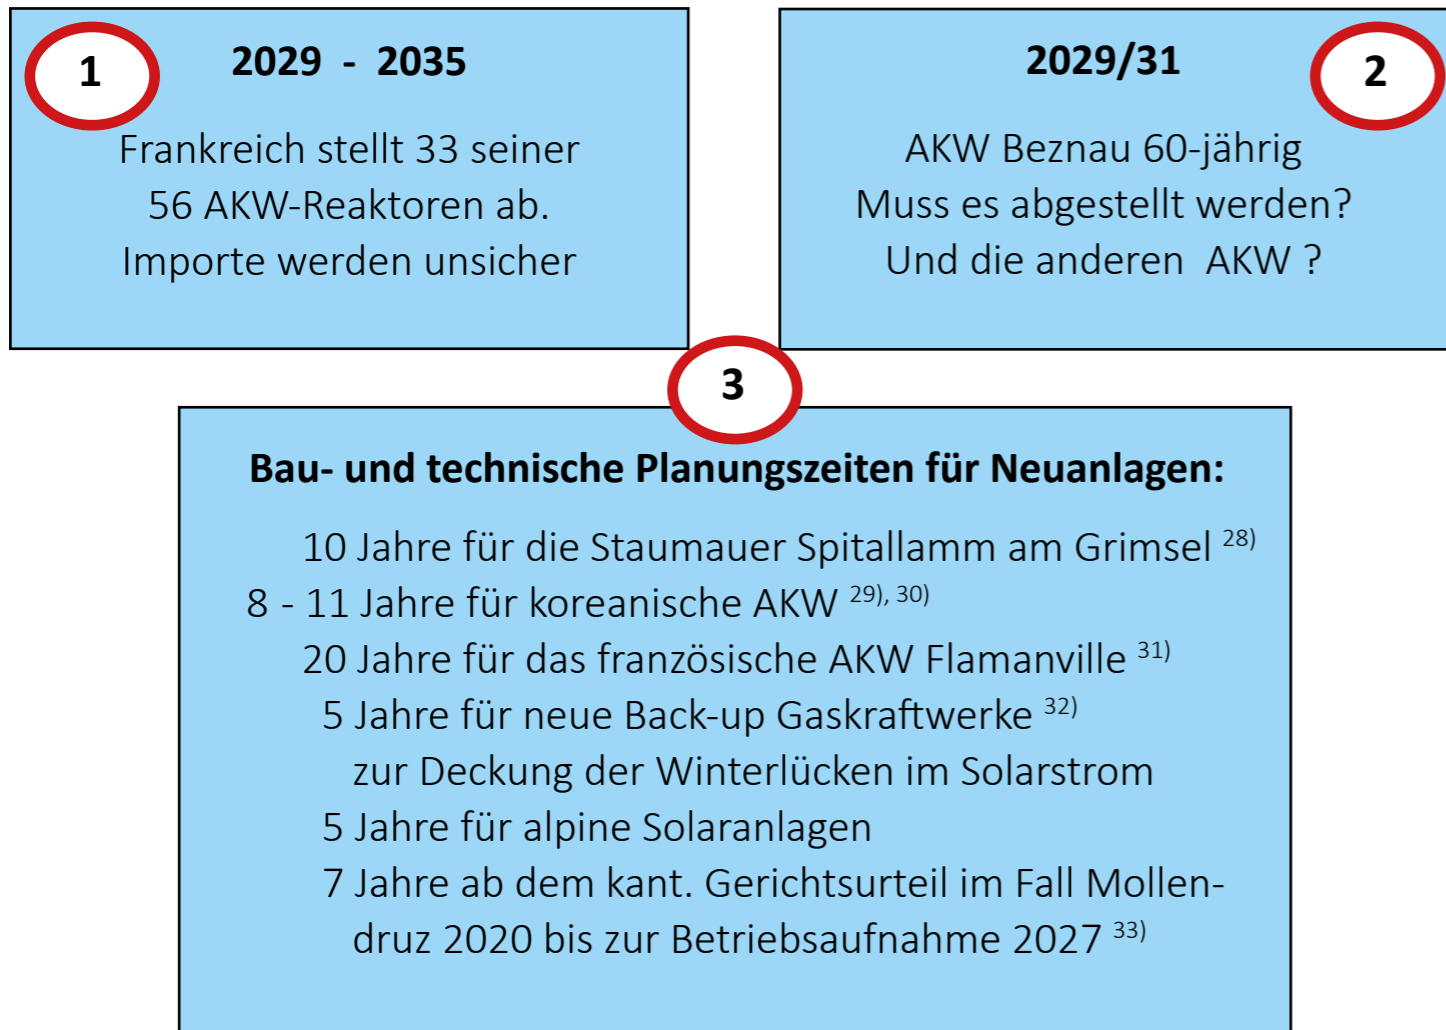 1
2029 - 2035
Frankreich stellt 33 seiner
56 AKW-Reaktoren ab.
Importe werden unsicher
2029/31
2
AKW Beznau 60-jährig
Muss es abgestellt werden?
Und die anderen AKW ?
3
Bau- und technische Planungszeiten für Neuanlagen:
10 Jahre für die Staumauer Spitallamm am Grimsel 28)
8 - 11 Jahre für koreanische AKW 29), 30)
20 Jahre für das französische AKW Flamanville 31)
5 Jahre für neue Back-up Gaskraftwerke 32)
zur Deckung der Winterlücken im Solarstrom
5 Jahre für alpine Solaranlagen
7 Jahre ab dem kant. Gerichtsurteil im Fall Mollen-
druz 2020 bis zur Betriebsaufnahme 2027 33)